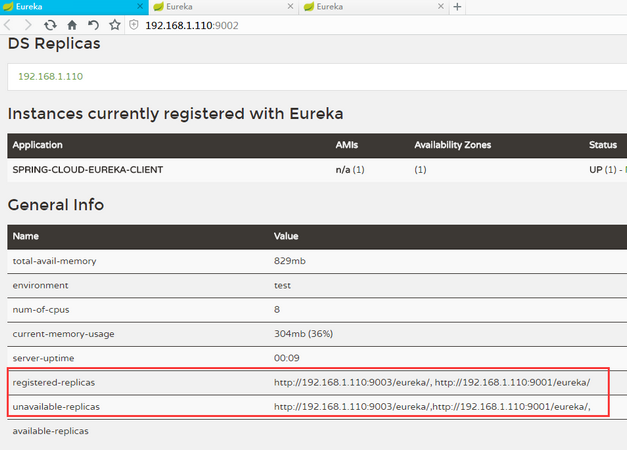 Eureka Eureka Eureka
192.168.1.110:9002
DS Replicas
192.168.1.110
Instances currently registered with Eureka
Application AMIs Availability Zones Status
SPRING-CLOUD-EUREKA-CLIENT n/a (1) (1) UP (1) -
General Info
Name Value
total-avail-memory 829mb
environment test
num-of-cpus 8
current-memory-usage 304mb (36%)
server-uptime 00:09
registered-replicas http://192.168.1.110:9003/eureka/, http://192.168.1.110:9001/eureka/
unavailable-replicas http://192.168.1.110:9003/eureka/,http://192.168.1.110:9001/eureka/,
available-replicas